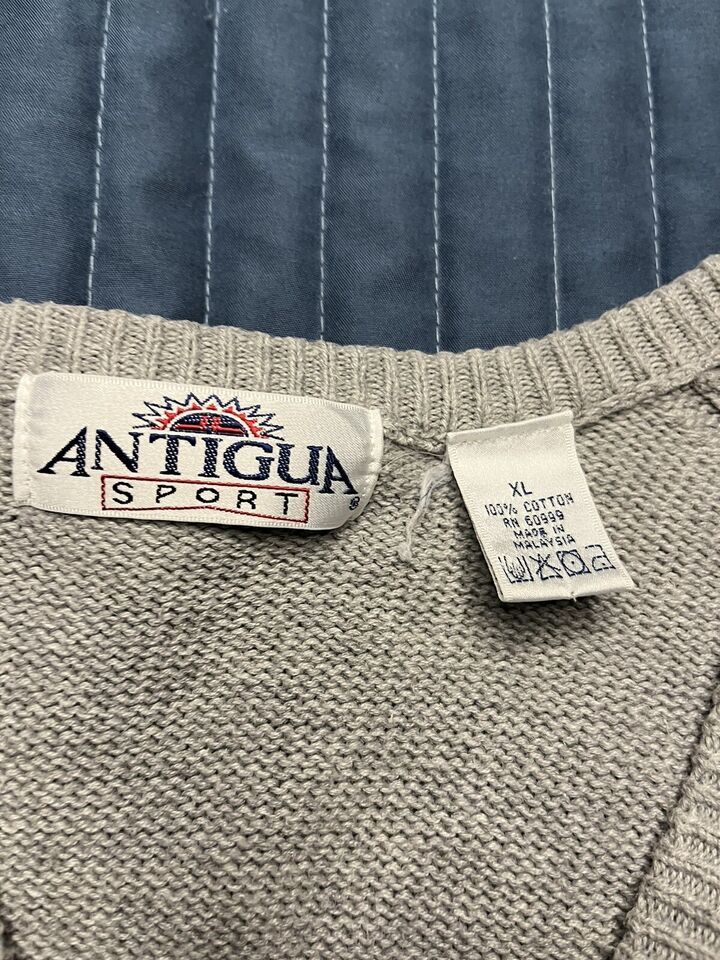 ANTIGUA
SPORT
®
XL
100% COTTON
RN 60999
MADE IN
MALAYSIA